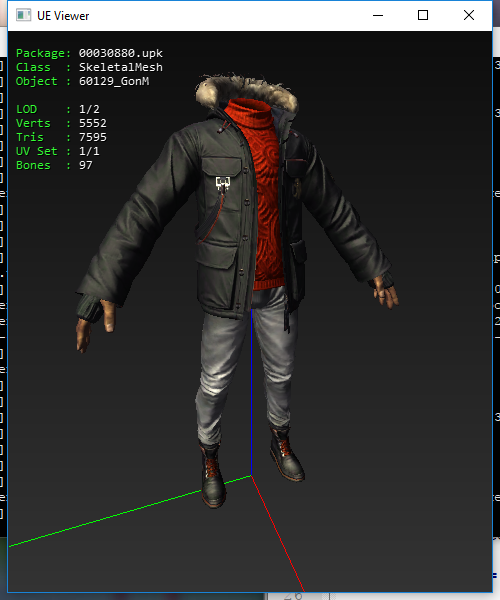 UE Viewer
Package: 00030880.upk
Class : SkeletalMesh
Object : 60129_GonM
LOD : 1/2
Verts : 5552
Tris : 7595
UV Set : 1/1
Bones : 97
26